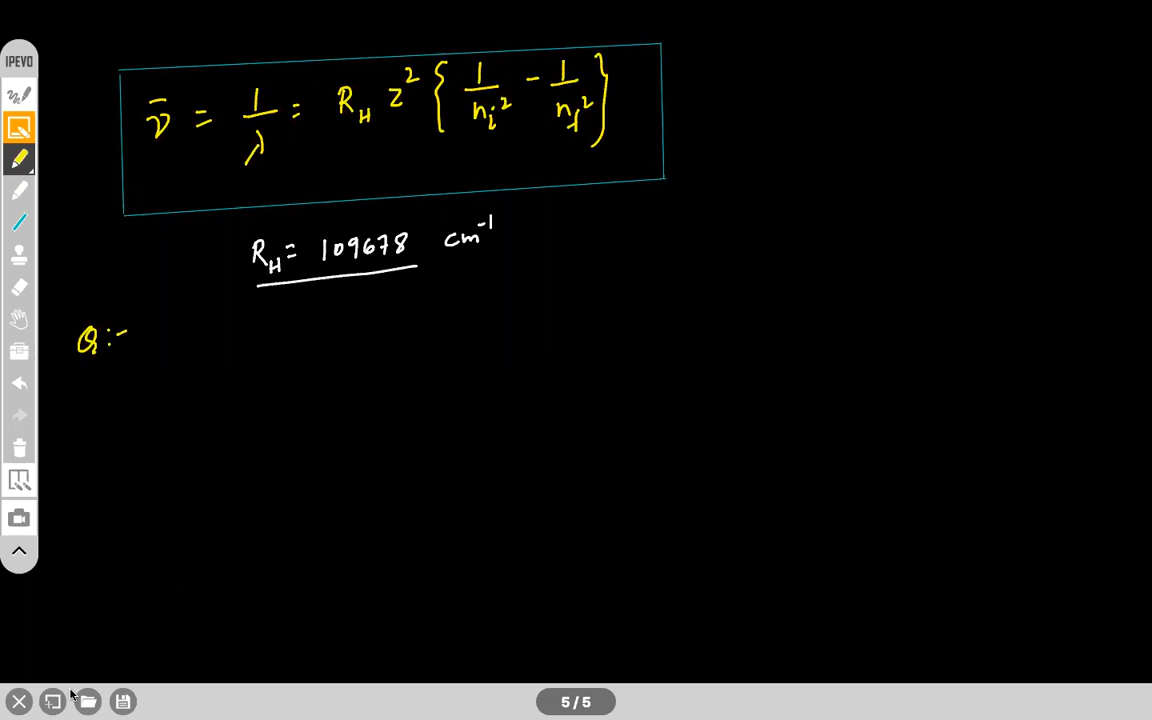 IPEVO
ν̄ = 1/λ = R_H Z² { 1/n_i² - 1/n_f² }
R_H = 109678 cm⁻¹
Q:-
5/5